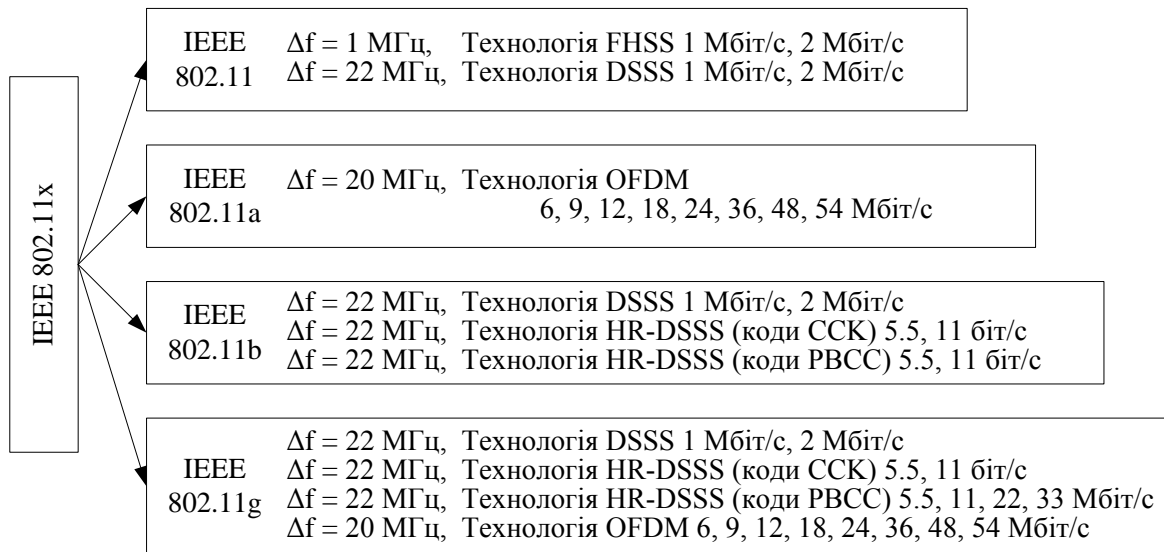 IEEE 802.11x
IEEE
802.11
Δf = 1 МГц, Технологія FHSS 1 Мбіт/с, 2 Мбіт/с
Δf = 22 МГц, Технологія DSSS 1 Мбіт/с, 2 Мбіт/с
IEEE
802.11a
Δf = 20 МГц, Технологія OFDM
6, 9, 12, 18, 24, 36, 48, 54 Мбіт/с
IEEE
802.11b
Δf = 22 МГц, Технологія DSSS 1 Мбіт/с, 2 Мбіт/с
Δf = 22 МГц, Технологія HR-DSSS (коди CCK) 5.5, 11 біт/с
Δf = 22 МГц, Технологія HR-DSSS (коди PBCC) 5.5, 11 біт/с
IEEE
802.11g
Δf = 22 МГц, Технологія DSSS 1 Мбіт/с, 2 Мбіт/с
Δf = 22 МГц, Технологія HR-DSSS (коди CCK) 5.5, 11 біт/с
Δf = 22 МГц, Технологія HR-DSSS (коди PBCC) 5.5, 11, 22, 33 Мбіт/с
Δf = 20 МГц, Технологія OFDM 6, 9, 12, 18, 24, 36, 48, 54 Мбіт/с